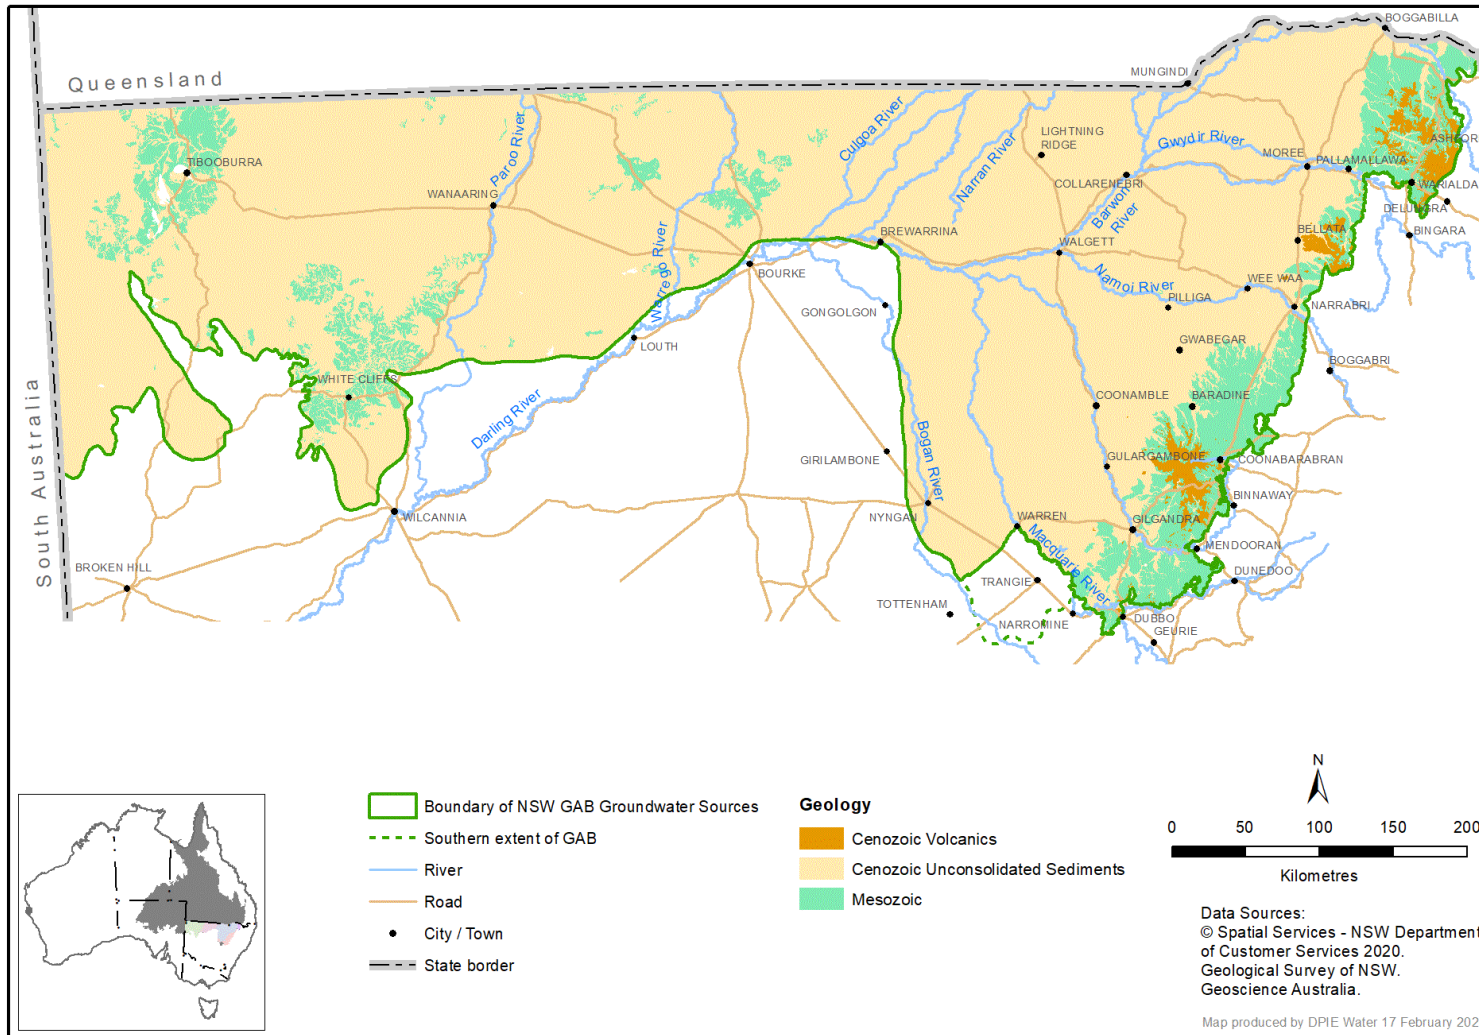 BOGGABILLA
Queensland
MUNGINDI
Culgoa River
LIGHTNING
RIDGE
Gwydir River
Paroo River
Narran River
MOREE
PALLAMALLAWA
TIBOOBURRA
COLLARENEBRI
WARIALDA
WANAARING
Barwon
River
DELUNGRA
BREWARRINA
BELLATA
BINGARA
Warrego River
WALGETT
BOURKE
Namoi River
WEE WAA
PILLIGA
GONGOLGON
NARRABRI
LOUTH
GWABEGAR
BOGGABRI
WHITE CLIFFS
South Australia
COONAMBLE
BARADINE
Darling River
Bogan River
GIRILAMBONE
GULARGAMBONE
COONABARABRAN
BINNAWAY
WILCANNIA
NYNGAN
WARREN
GILGANDRA
Macquarie River
MENDOORAN
BROKEN HILL
TRANGIE
DUNEDOO
TOTTENHAM
NARROMINE
DUBBO
GEURIE
Boundary of NSW GAB Groundwater Sources
Southern extent of GAB
River
Road
City / Town
State border
Geology
Cenozoic Volcanics
Cenozoic Unconsolidated Sediments
Mesozoic
N
0 50 100 150 200
Kilometres
Data Sources:
© Spatial Services - NSW Department
of Customer Services 2020.
Geological Survey of NSW.
Geoscience Australia.
Map produced by DPIE Water 17 February 202